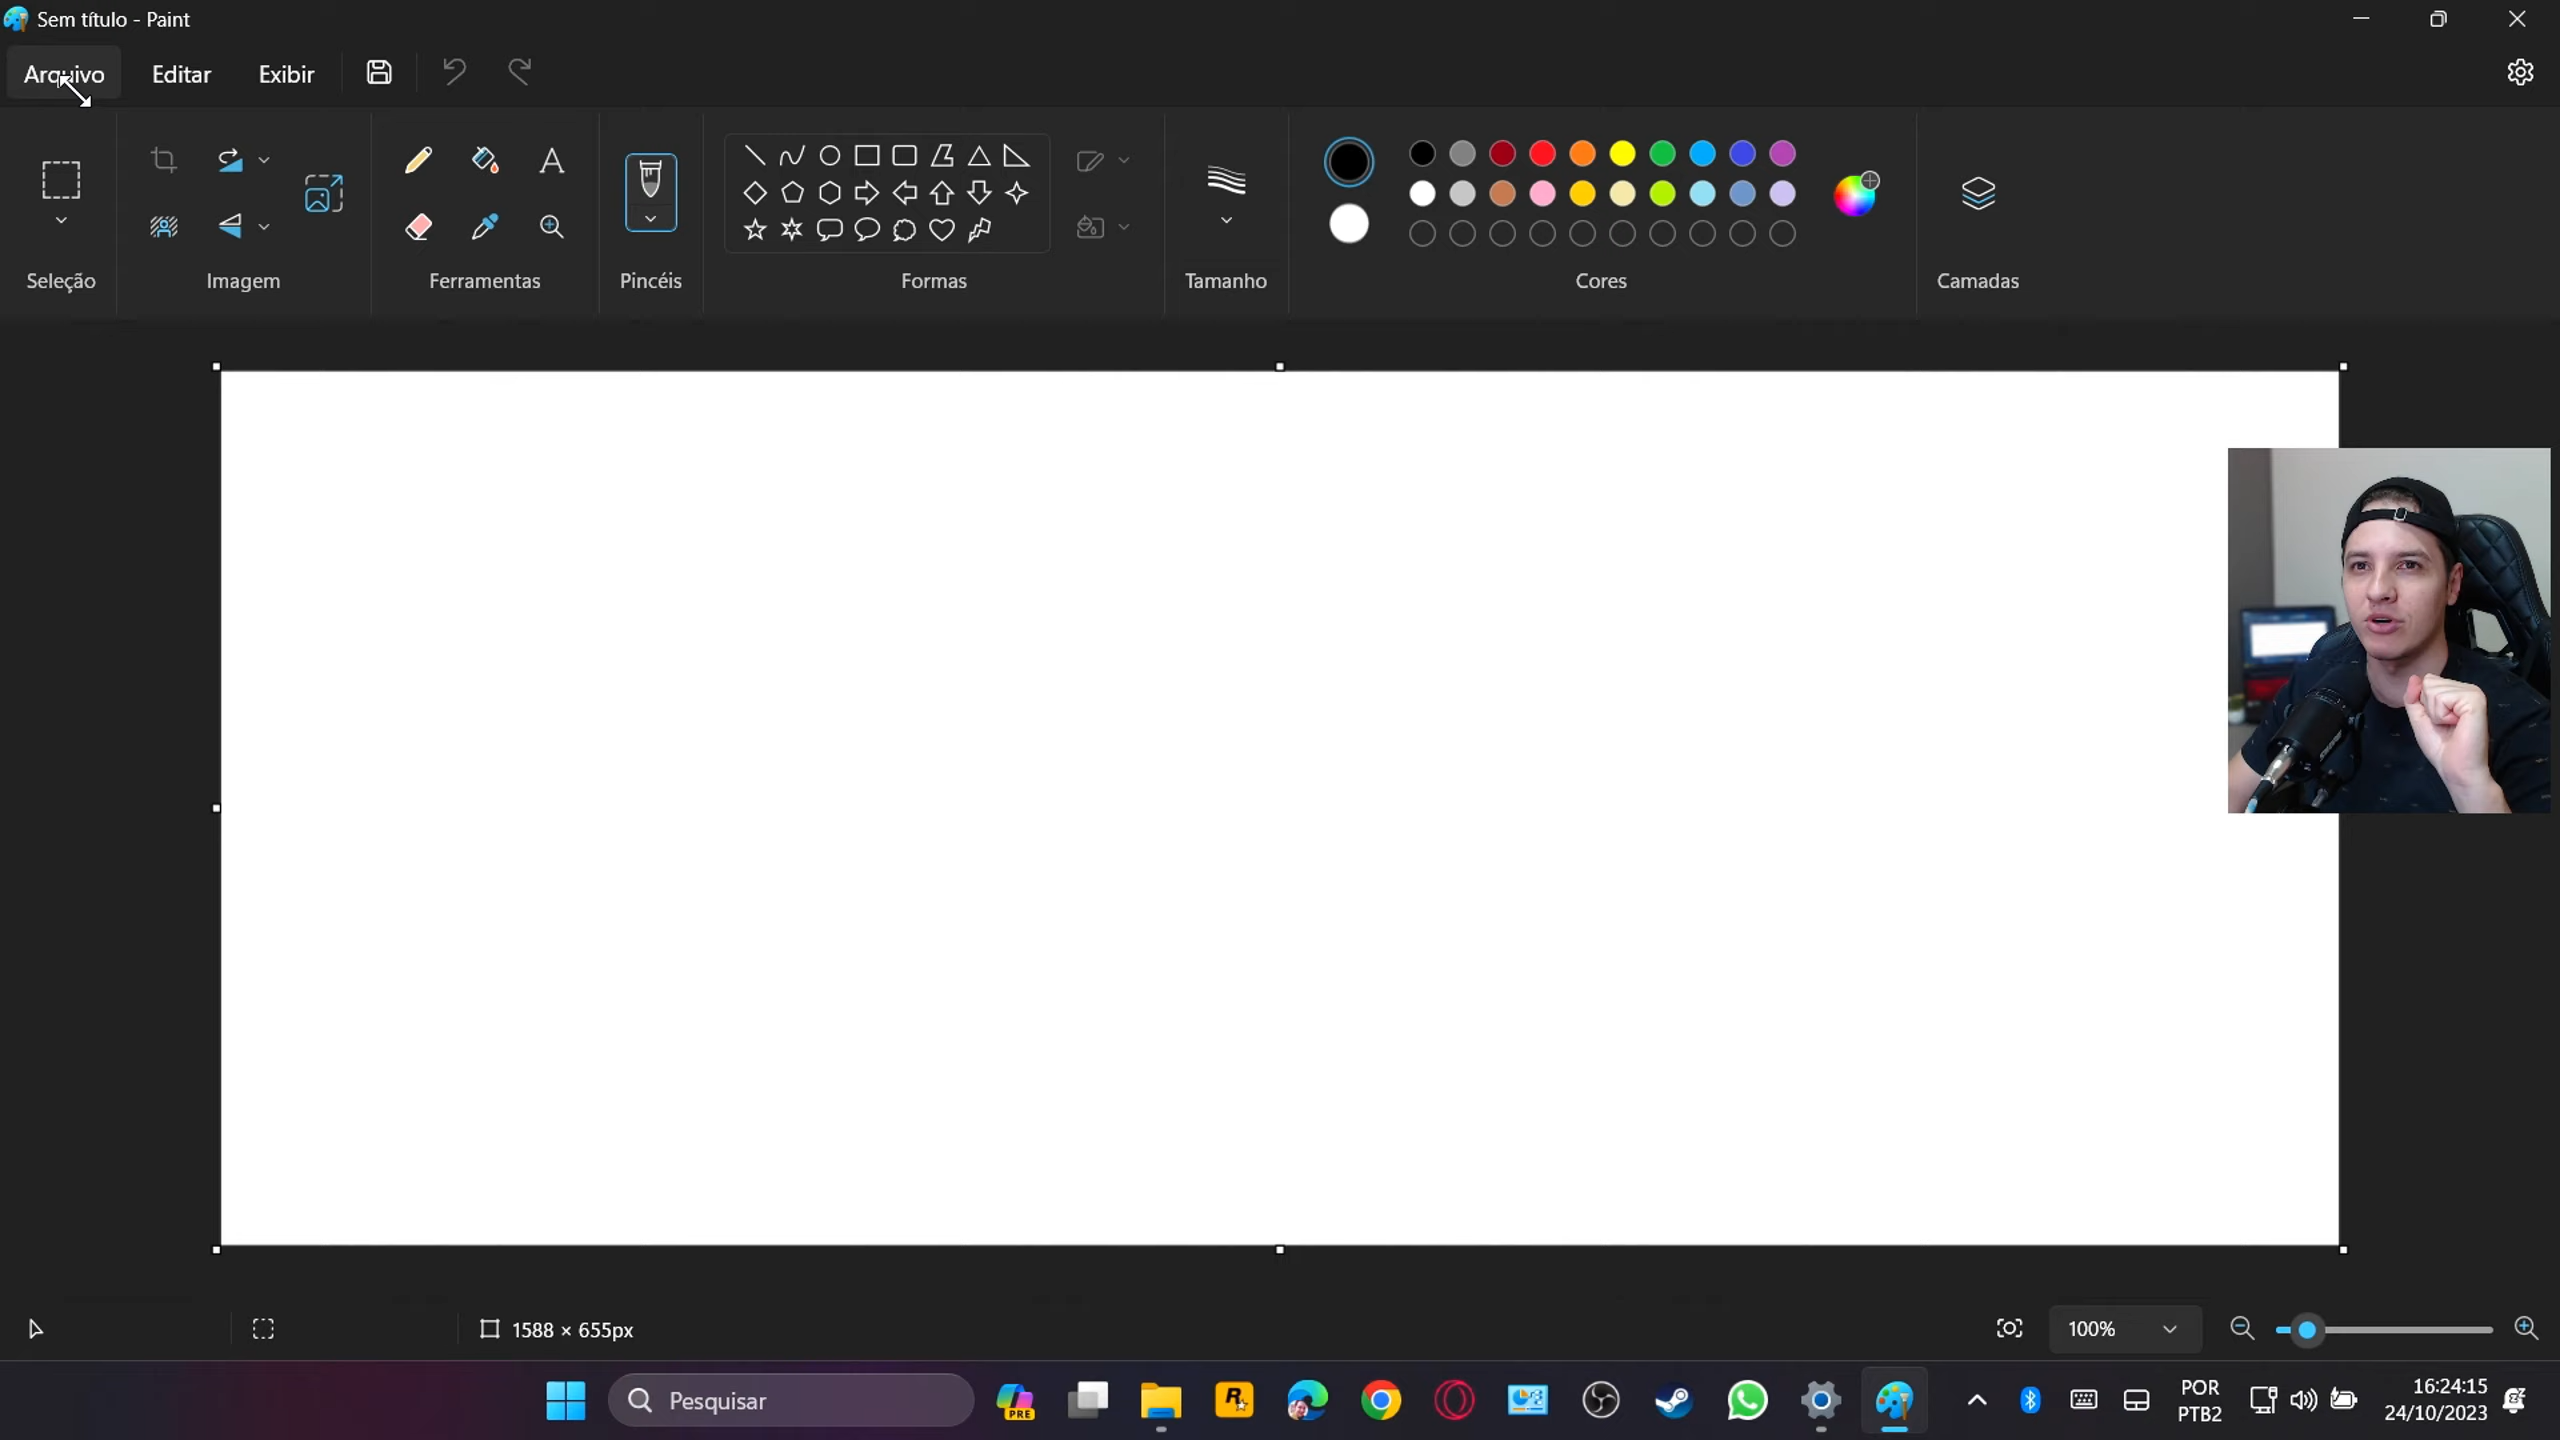 Sem título - Paint
Arquivo Editar Exibir
Seleção Imagem Ferramentas Pincéis Formas Tamanho Cores Camadas
1588 × 655px 100%
Pesquisar
PRE
R
POR
PTB2
16:24:15
24/10/2023